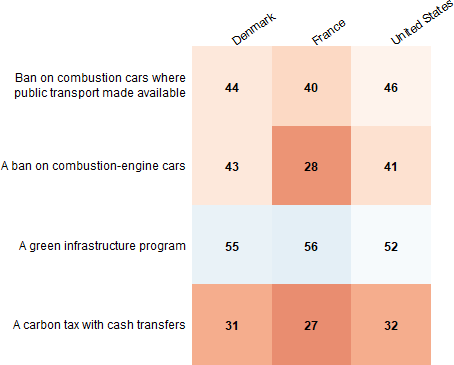 Denmark
France
United States
Ban on combustion cars where
public transport made available
44 40 46
A ban on combustion-engine cars
43 28 41
A green infrastructure program
55 56 52
A carbon tax with cash transfers
31 27 32